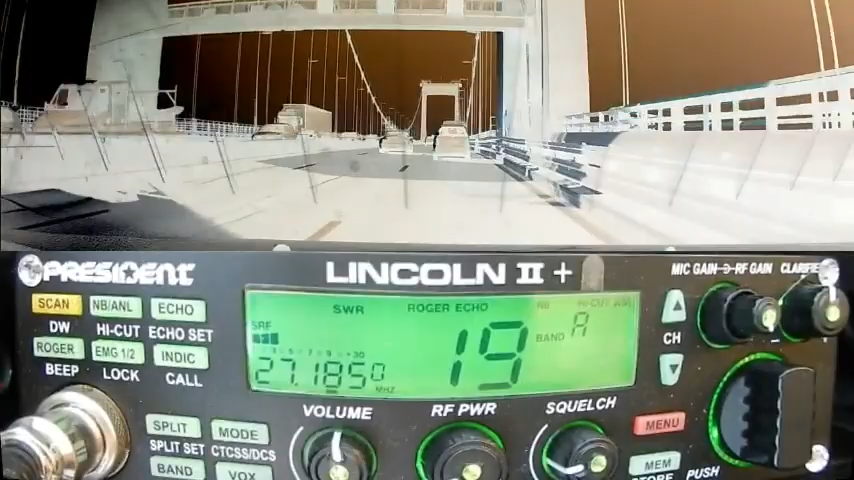 PRESIDENT LINCOLN II + MIC GAIN RF GAIN CLARIFIER
SCAN NB/ANL ECHO
DW HI-CUT ECHO SET
ROGER EMG 1/2 INDIC
BEEP LOCK CALL
SWR ROGER ECHO NB HI-CUT
SRF
19 BAND A
27.1850 MHZ
CH
VOLUME RF PWR SQUELCH
SPLIT MODE MENU
SPLIT SET CTCSS/DCS
BAND VOX MEM PUSH
STORE